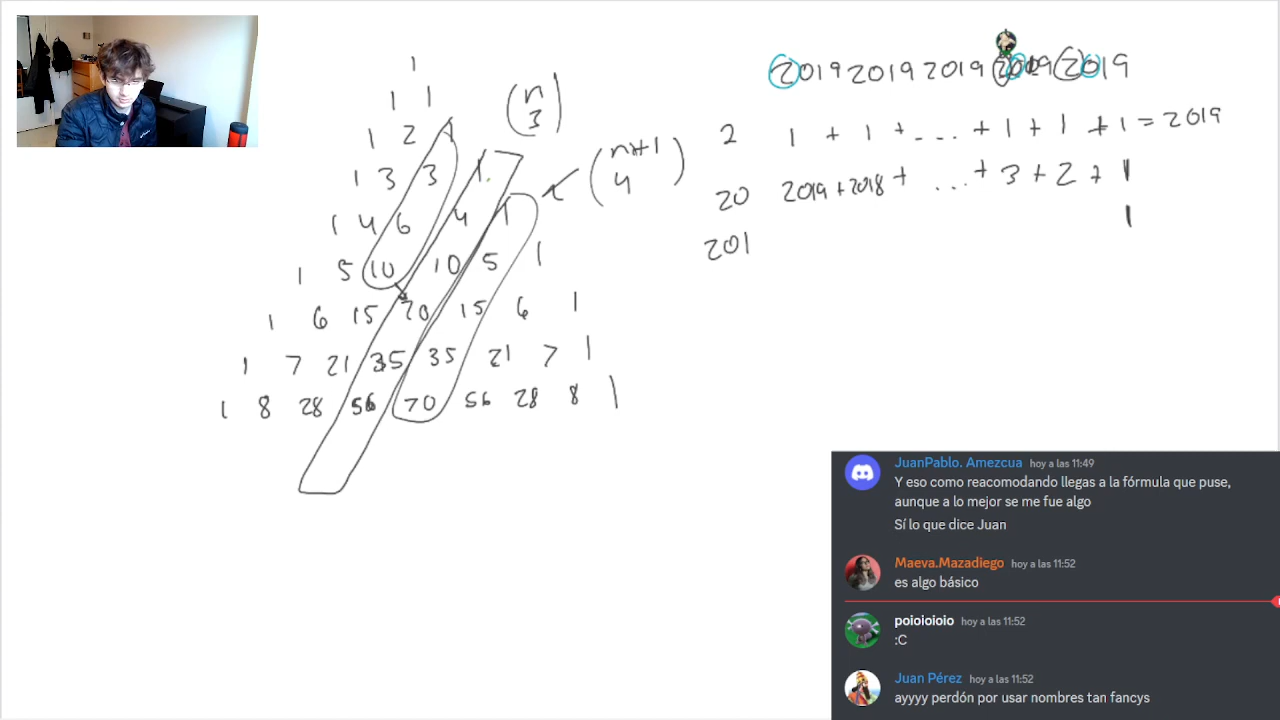 1
1 1
1 2 1
1 3 3 1
1 4 6 4 1
1 5 10 10 5 1
1 6 15 20 15 6 1
1 7 21 35 35 21 7 1
1 8 28 56 70 56 28 8 1
(n
3)
(n+1
4)
2019 2019 2019 2019 2019
2 1 + 1 + ... + 1 + 1 + 1 = 2019
20 2019 + 2018 + ... + 3 + 2 + 1
1
201
JuanPablo. Amezcua hoy a las 11:49
Y eso como reacomodando llegas a la fórmula que puse,
aunque a lo mejor se me fue algo
Sí lo que dice Juan
Maeva.Mazadiego hoy a las 11:52
es algo básico
poioioioio hoy a las 11:52
:C
Juan Pérez hoy a las 11:52
ayyyy perdón por usar nombres tan fancys